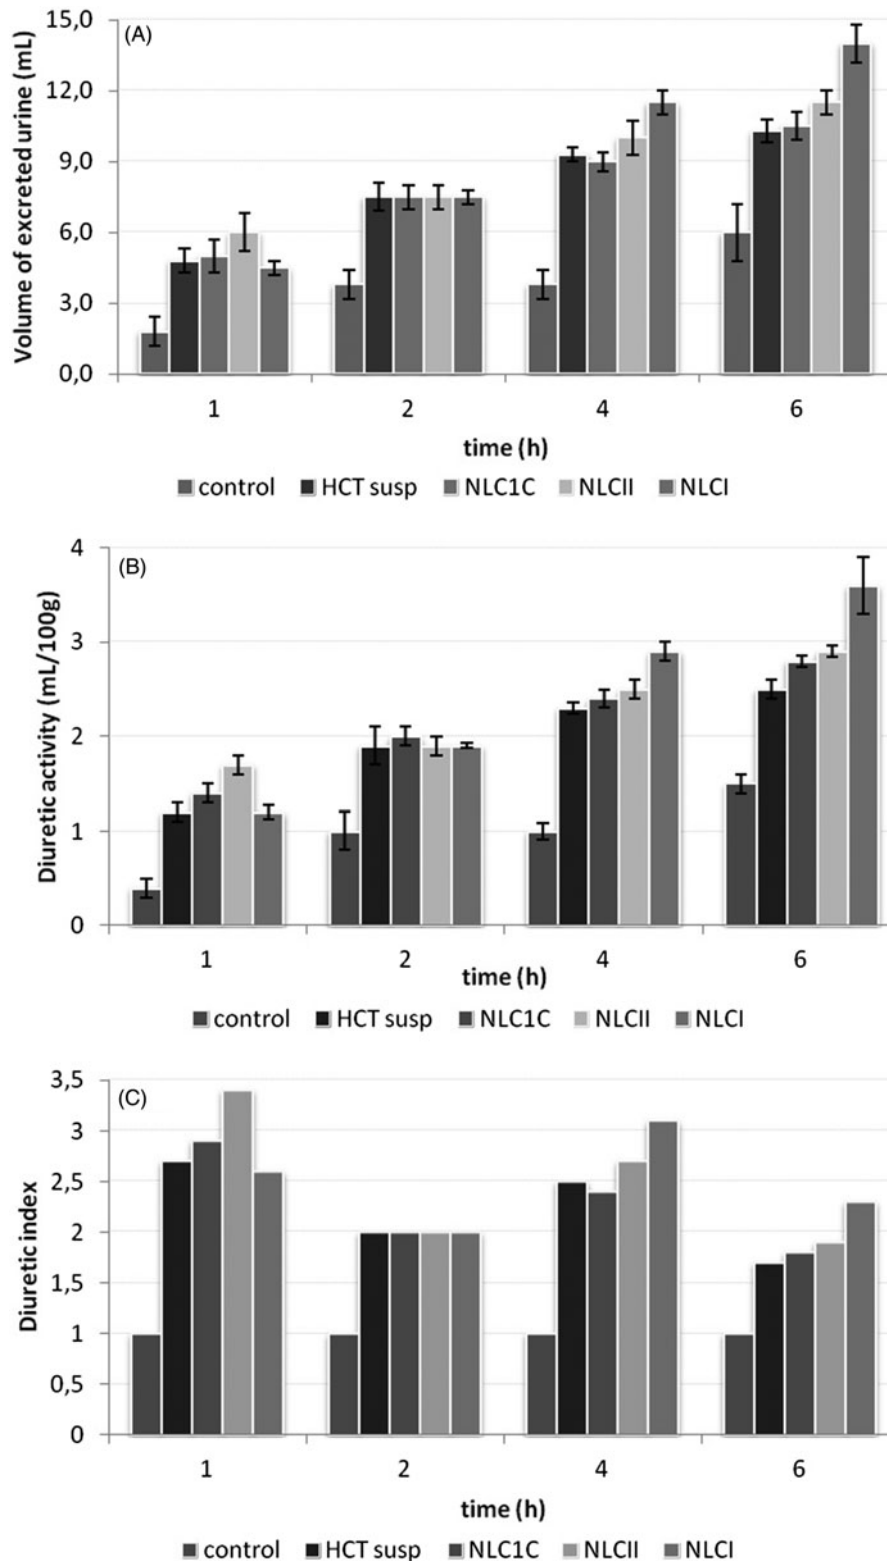 (A)
Volume of excreted urine (mL)
15,0
12,0
9,0
6,0
3,0
0,0
1 2 4 6
time (h)
control HCT susp NLC1C NLCII NLCI
(B)
Diuretic activity (mL/100g)
4
3
2
1
0
1 2 4 6
time (h)
control HCT susp NLC1C NLCII NLCI
(C)
Diuretic index
3,5
3
2,5
2
1,5
1
0,5
0
1 2 4 6
time (h)
control HCT susp NLC1C NLCII NLCI